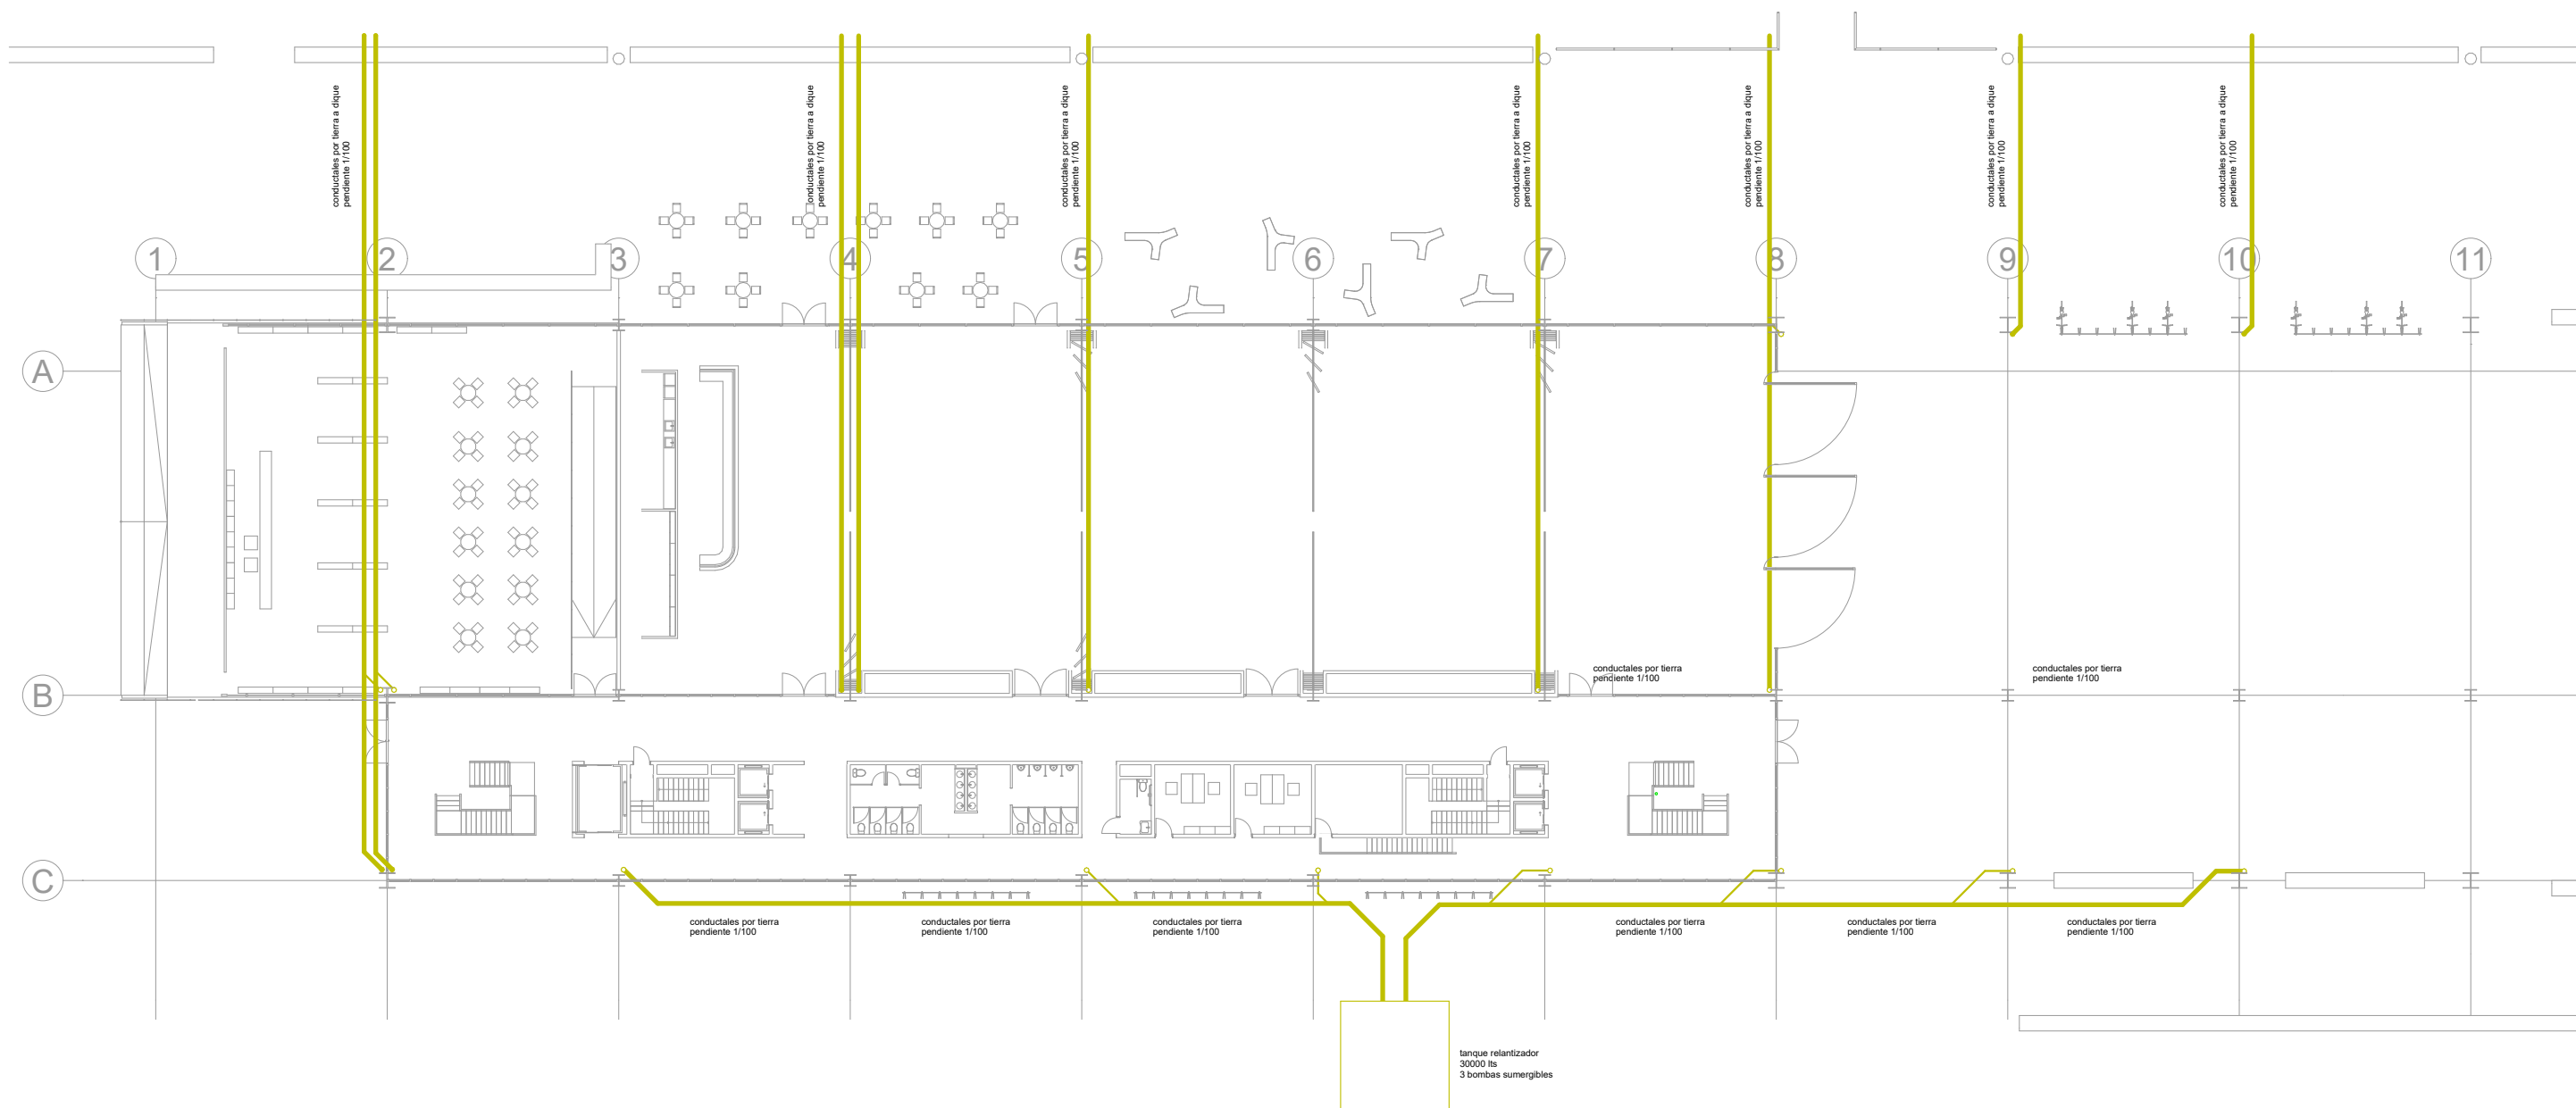 conductales por tierra a dique
pendiente 1/100
conductales por tierra a dique
pendiente 1/100
conductales por tierra a dique
pendiente 1/100
conductales por tierra a dique
pendiente 1/100
conductales por tierra a dique
pendiente 1/100
conductales por tierra a dique
pendiente 1/100
conductales por tierra a dique
pendiente 1/100
1
2
3
4
5
6
7
8
9
10
11
A
B
C
conductales por tierra
pendiente 1/100
conductales por tierra
pendiente 1/100
conductales por tierra
pendiente 1/100
conductales por tierra
pendiente 1/100
conductales por tierra
pendiente 1/100
conductales por tierra
pendiente 1/100
conductales por tierra
pendiente 1/100
conductales por tierra
pendiente 1/100
tanque relantizador
30000 lts
3 bombas sumergibles